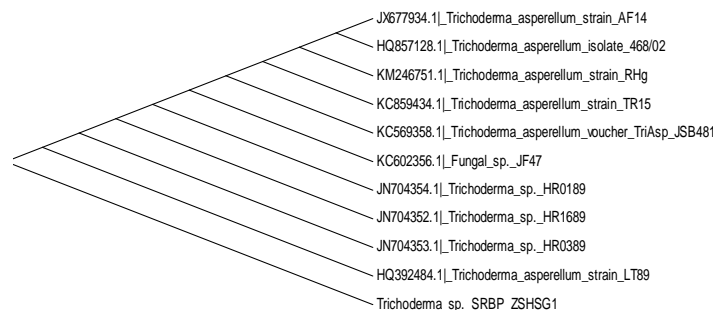 JX677934.1|_Trichoderma_asperellum_strain_AF14
HQ857128.1|_Trichoderma_asperellum_isolate_468/02
KM246751.1|_Trichoderma_asperellum_strain_RHg
KC859434.1|_Trichoderma_asperellum_strain_TR15
KC569358.1|_Trichoderma_asperellum_voucher_TriAsp_JSB481
KC602356.1|_Fungal_sp._JF47
JN704354.1|_Trichoderma_sp._HR0189
JN704352.1|_Trichoderma_sp._HR1689
JN704353.1|_Trichoderma_sp._HR0389
HQ392484.1|_Trichoderma_asperellum_strain_LT89
Trichoderma_sp._SRBP_ZSHSG1